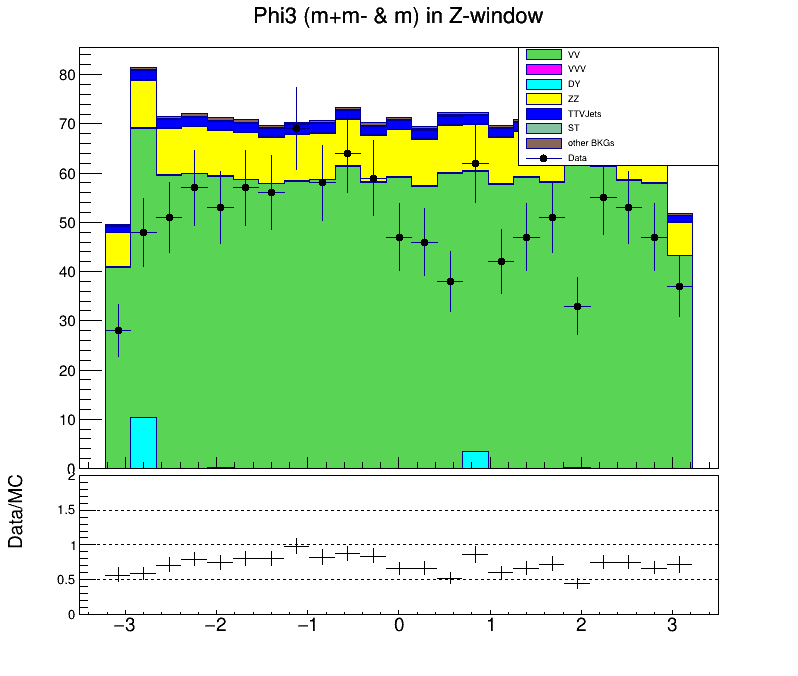 Phi3 (m+m- & m) in Z-window
80
70
60
50
40
30
20
10
0
VV
VVV
DY
ZZ
TTVJets
ST
other BKGs
Data
Data/MC
2
1.5
1
0.5
0
−3 −2 −1 0 1 2 3